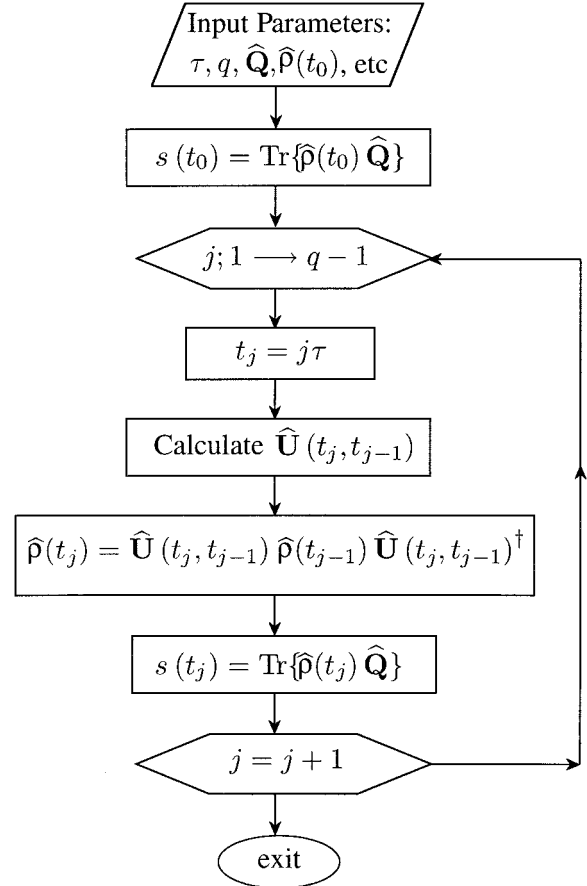 Input Parameters:
τ, q, Q̂, ρ̂(t₀), etc
s (t₀) = Tr{ρ̂(t₀) Q̂}
j; 1 ⟶ q − 1
tⱼ = jτ
Calculate Û (tⱼ, tⱼ₋₁)
ρ̂(tⱼ) = Û (tⱼ, tⱼ₋₁) ρ̂(tⱼ₋₁) Û (tⱼ, tⱼ₋₁)†
s (tⱼ) = Tr{ρ̂(tⱼ) Q̂}
j = j + 1
exit